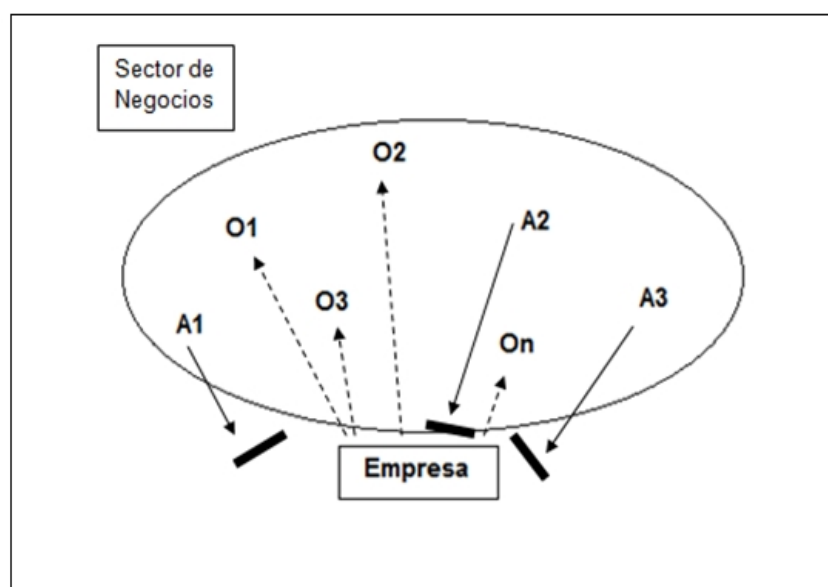 Sector de
Negocios
O2
O1
A2
O3
A3
A1
On
Empresa